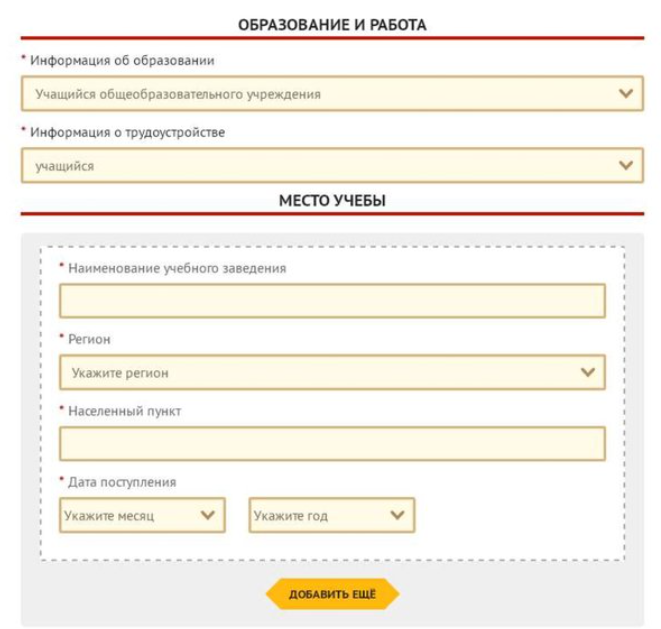 ОБРАЗОВАНИЕ И РАБОТА
* Информация об образовании
Учащийся общеобразовательного учреждения
* Информация о трудоустройстве
учащийся
МЕСТО УЧЕБЫ
* Наименование учебного заведения
* Регион
Укажите регион
* Населенный пункт
* Дата поступления
Укажите месяц Укажите год
ДОБАВИТЬ ЕЩЁ